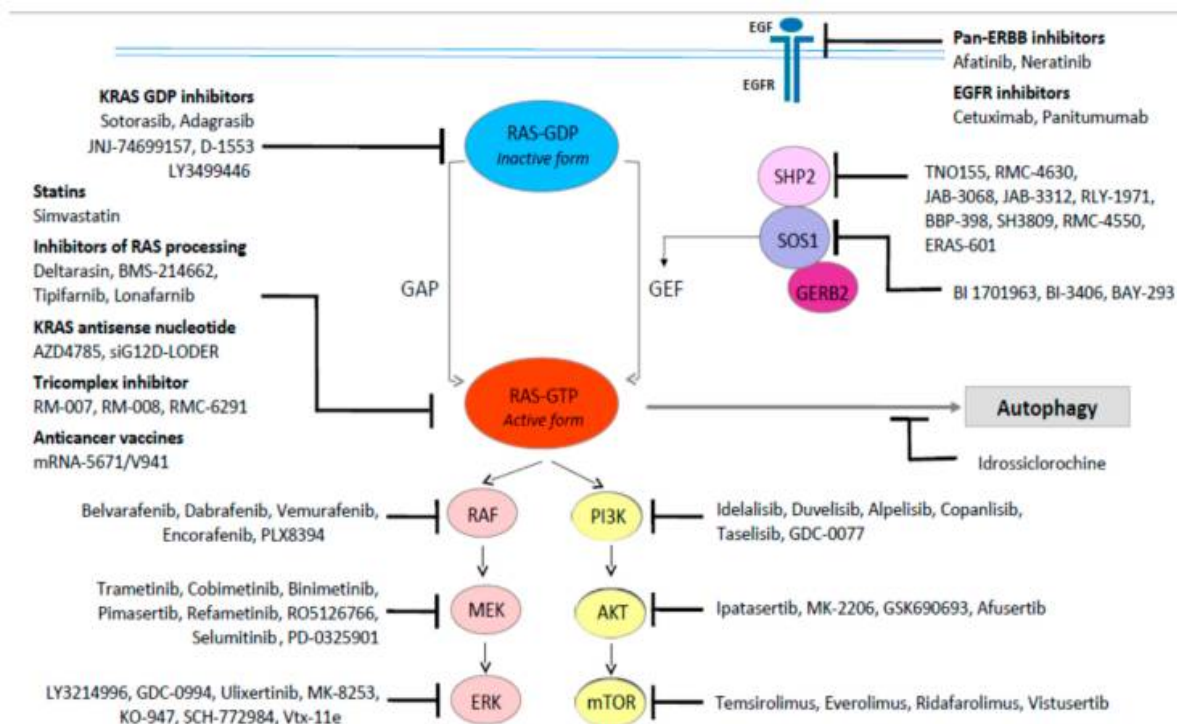 EGF
EGFR
Pan-ERBB inhibitors
Afatinib, Neratinib
EGFR inhibitors
Cetuximab, Panitumumab
KRAS GDP inhibitors
Sotorasib, Adagrasib
JNJ-74699157, D-1553
LY3499446
RAS-GDP
Inactive form
Statins
Simvastatin
Inhibitors of RAS processing
Deltarasin, BMS-214662,
Tipifarnib, Lonafarnib
KRAS antisense nucleotide
AZD4785, siG12D-LODER
Tricomplex inhibitor
RM-007, RM-008, RMC-6291
Anticancer vaccines
mRNA-5671/V941
GAP
GEF
SHP2
SOS1
GERB2
TNO155, RMC-4630,
JAB-3068, JAB-3312, RLY-1971,
BBP-398, SH3809, RMC-4550,
ERAS-601
BI 1701963, BI-3406, BAY-293
RAS-GTP
Active form
Autophagy
Idrossiclorochine
Belvarafenib, Dabrafenib, Vemurafenib,
Encorafenib, PLX8394
RAF
PI3K
Idelalisib, Duvelisib, Alpelisib, Copanlisib,
Taselisib, GDC-0077
Trametinib, Cobimetinib, Binimetinib,
Pimasertib, Refametinib, RO5126766,
Selumitinib, PD-0325901
MEK
AKT
Ipatasertib, MK-2206, GSK690693, Afusertib
LY3214996, GDC-0994, Ulixertinib, MK-8253,
KO-947, SCH-772984, Vtx-11e
ERK
mTOR
Temsirolimus, Everolimus, Ridafarolimus, Vistusertib